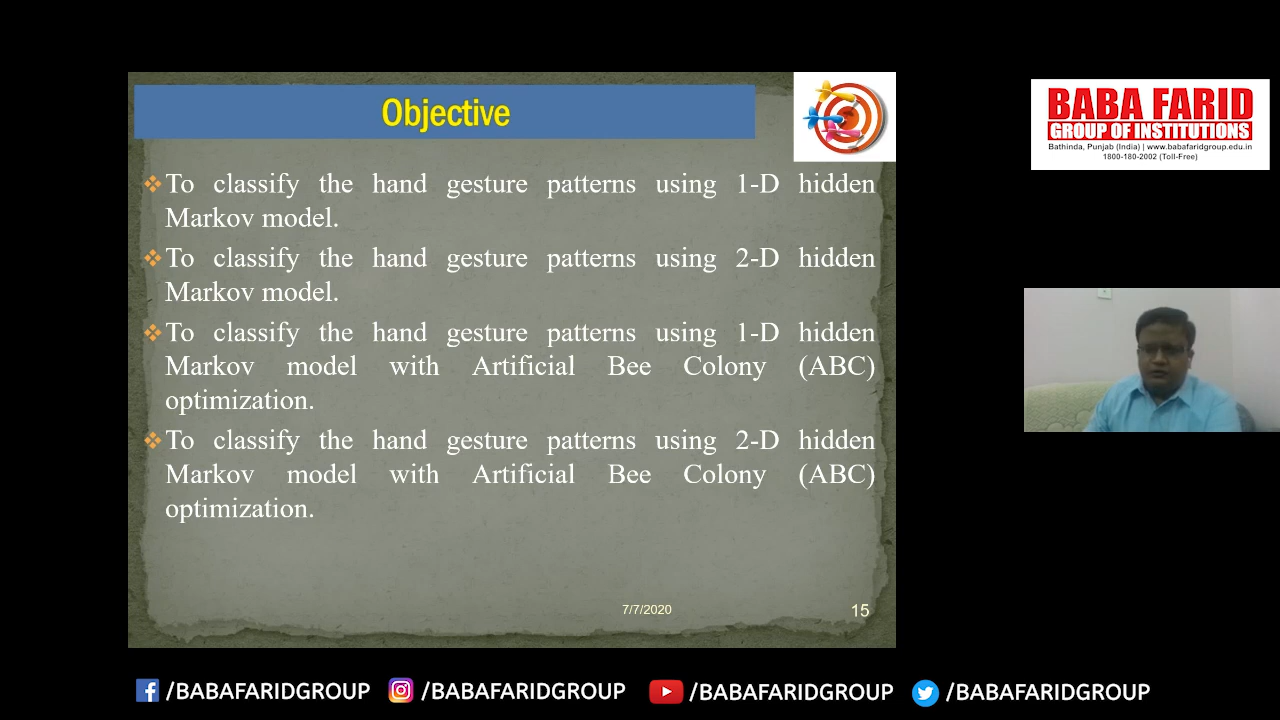 Objective
❖To classify the hand gesture patterns using 1-D hidden
Markov model.
❖To classify the hand gesture patterns using 2-D hidden
Markov model.
❖To classify the hand gesture patterns using 1-D hidden
Markov model with Artificial Bee Colony (ABC)
optimization.
❖To classify the hand gesture patterns using 2-D hidden
Markov model with Artificial Bee Colony (ABC)
optimization.
7/7/2020
15
BABA FARID
GROUP OF INSTITUTIONS
Bathinda, Punjab (India) | www.babafaridgroup.edu.in
1800-180-2002 (Toll-Free)
/BABAFARIDGROUP /BABAFARIDGROUP /BABAFARIDGROUP /BABAFARIDGROUP